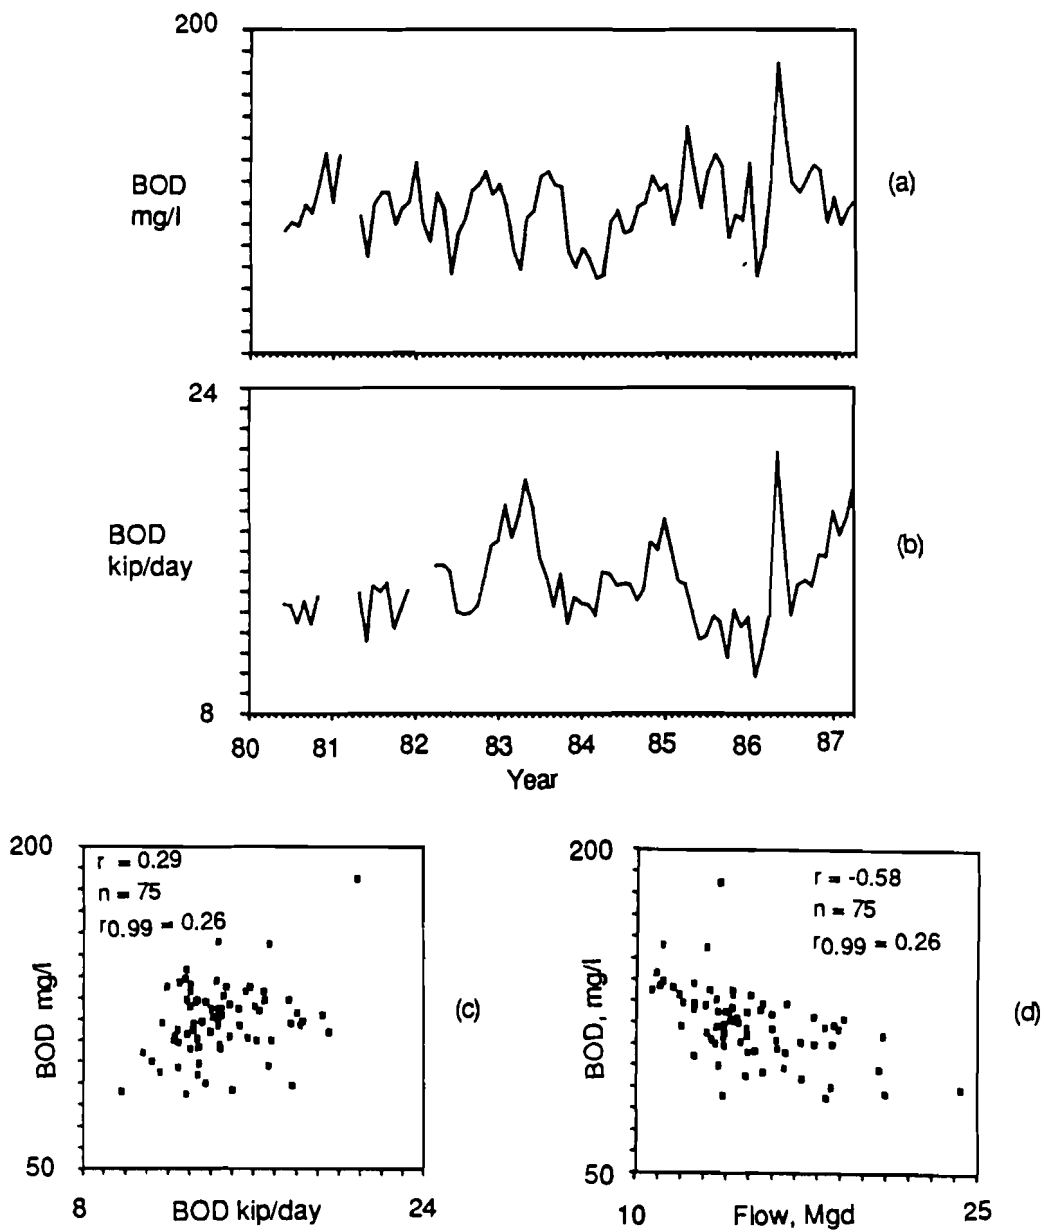 200
BOD
mg/l
(a)
24
BOD
kip/day
(b)
8
80 81 82 83 84 85 86 87
Year
200
r = 0.29
n = 75
r0.99 = 0.26
BOD mg/l
(c)
50
8 BOD kip/day 24
200
r = -0.58
n = 75
r0.99 = 0.26
BOD, mg/l
(d)
50
10 Flow, Mgd 25